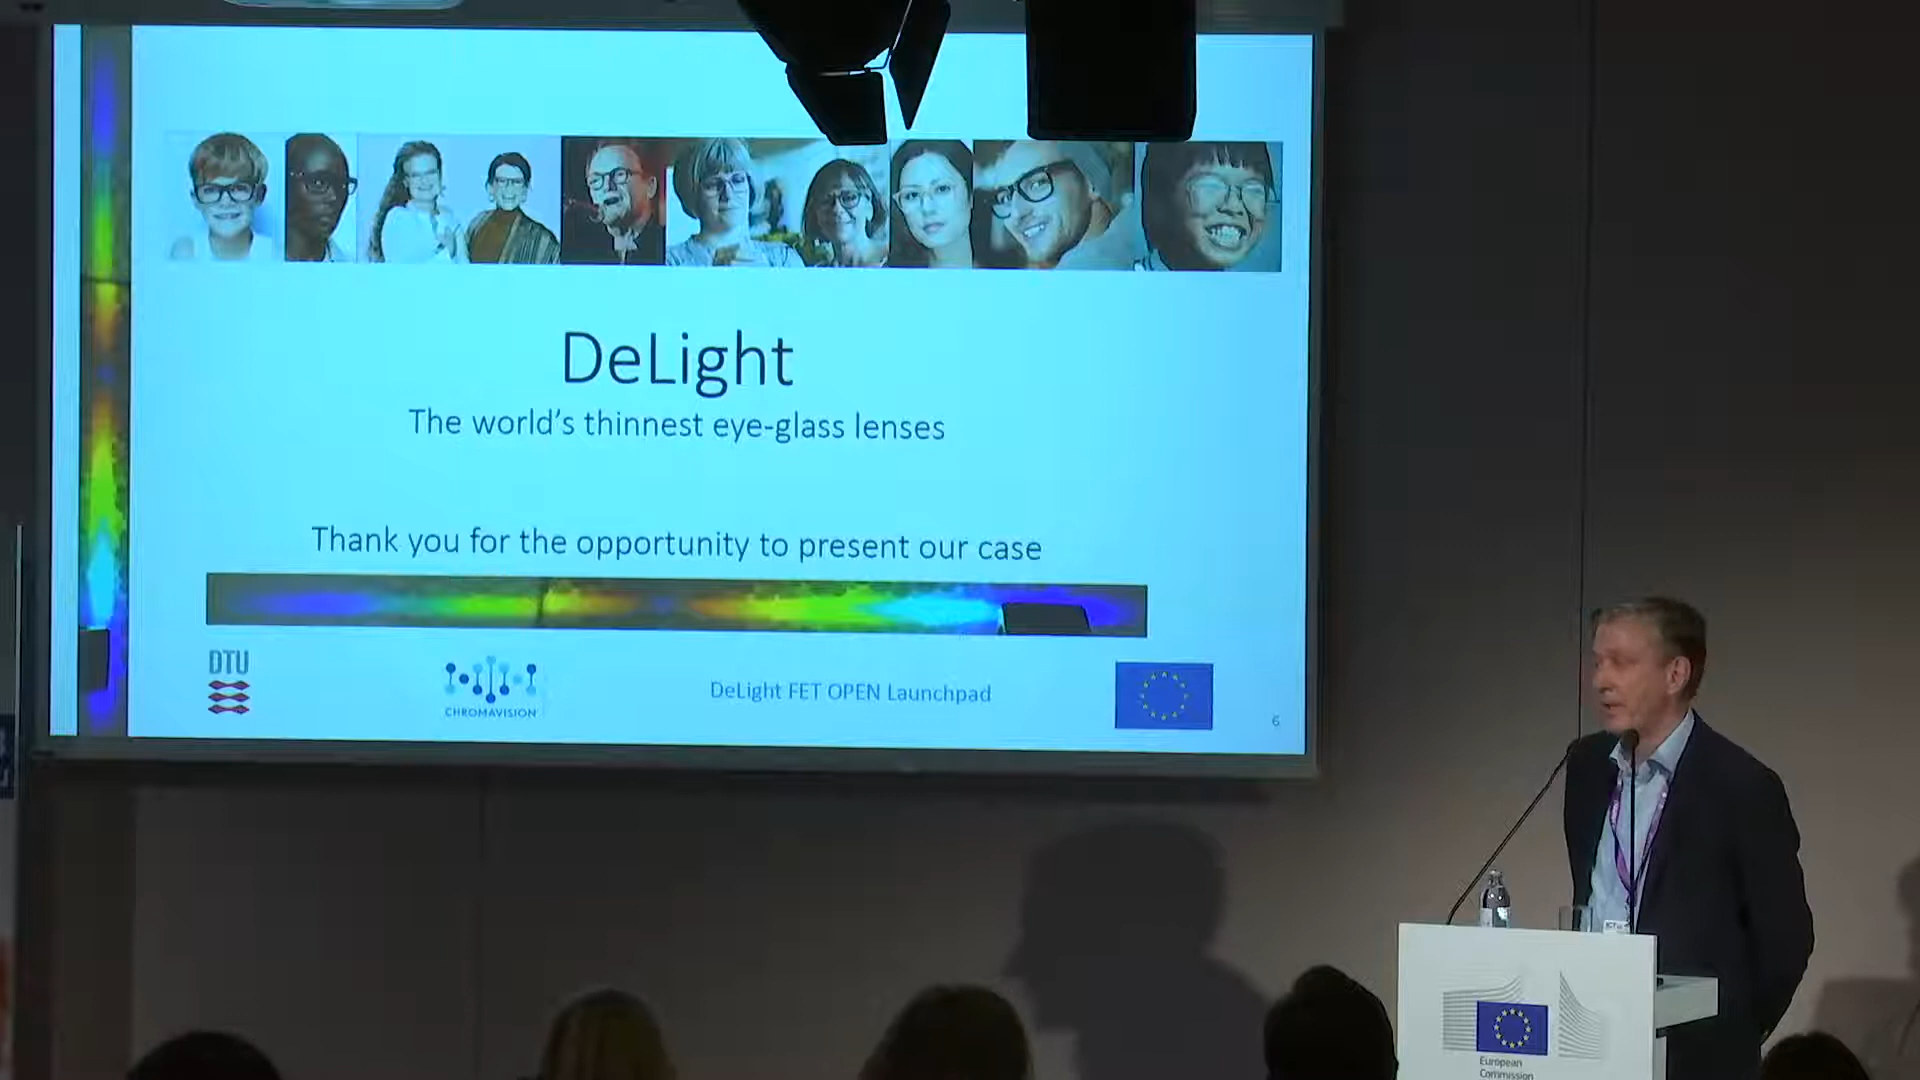 DeLight
The world's thinnest eye-glass lenses
Thank you for the opportunity to present our case
DTU
CHROMAVISION
DeLight FET OPEN Launchpad
6
European
Commission